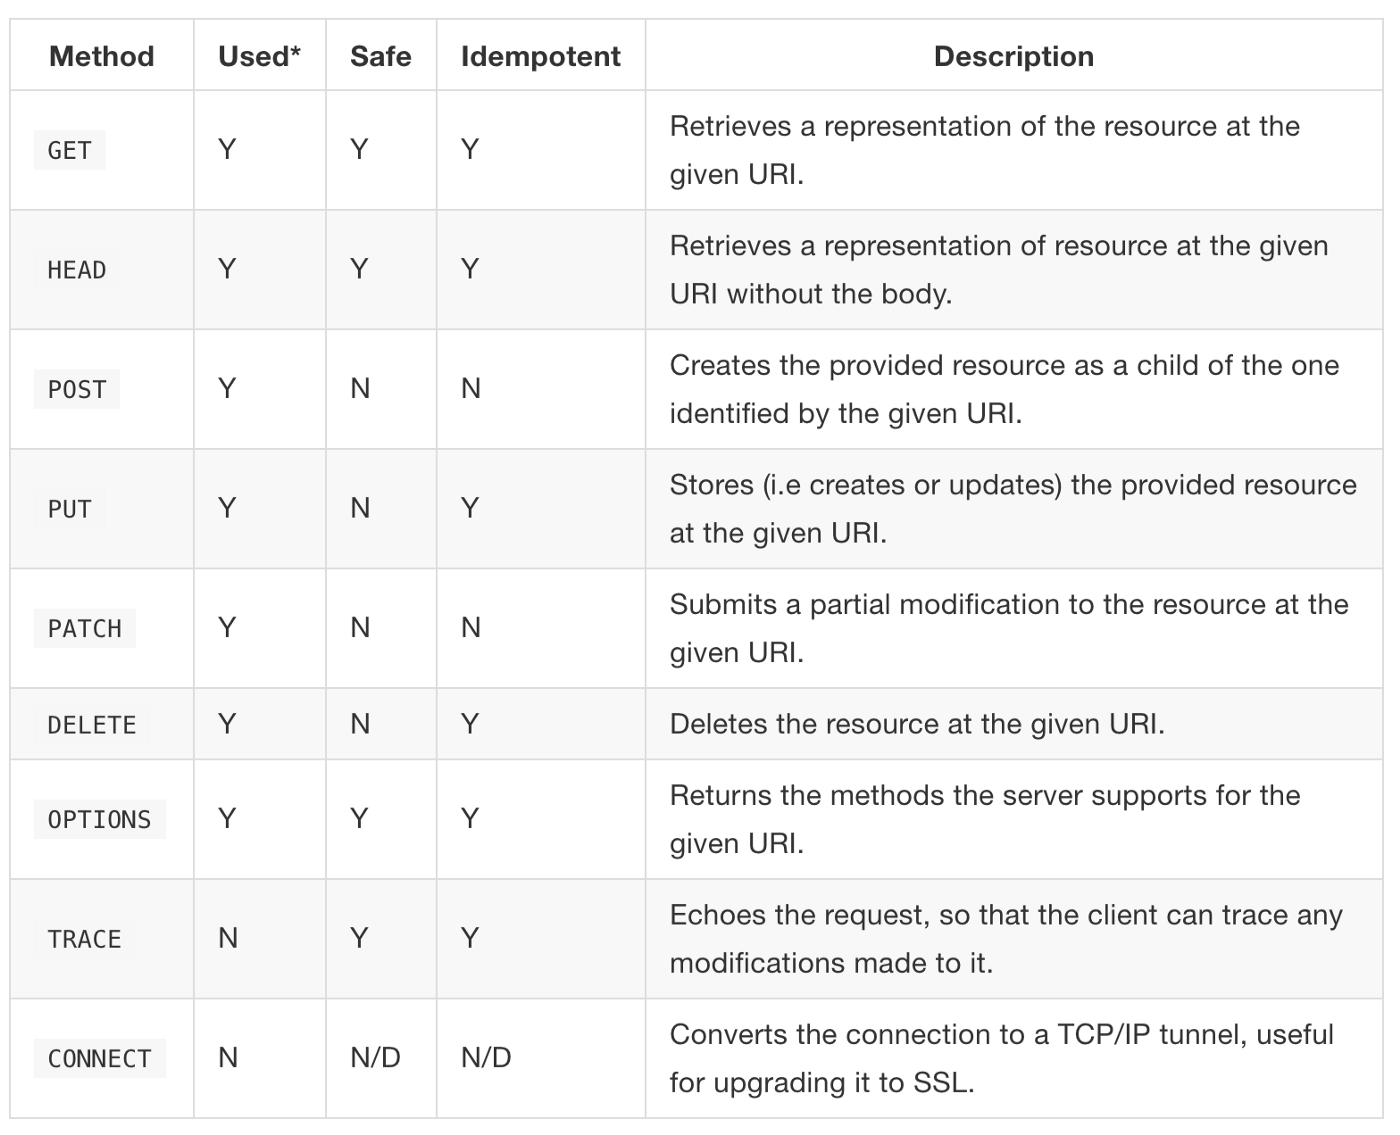 Method Used* Safe Idempotent Description
GET Y Y Y Retrieves a representation of the resource at the
given URI.
HEAD Y Y Y Retrieves a representation of resource at the given
URI without the body.
POST Y N N Creates the provided resource as a child of the one
identified by the given URI.
PUT Y N Y Stores (i.e creates or updates) the provided resource
at the given URI.
PATCH Y N N Submits a partial modification to the resource at the
given URI.
DELETE Y N Y Deletes the resource at the given URI.
OPTIONS Y Y Y Returns the methods the server supports for the
given URI.
TRACE N Y Y Echoes the request, so that the client can trace any
modifications made to it.
CONNECT N N/D N/D Converts the connection to a TCP/IP tunnel, useful
for upgrading it to SSL.